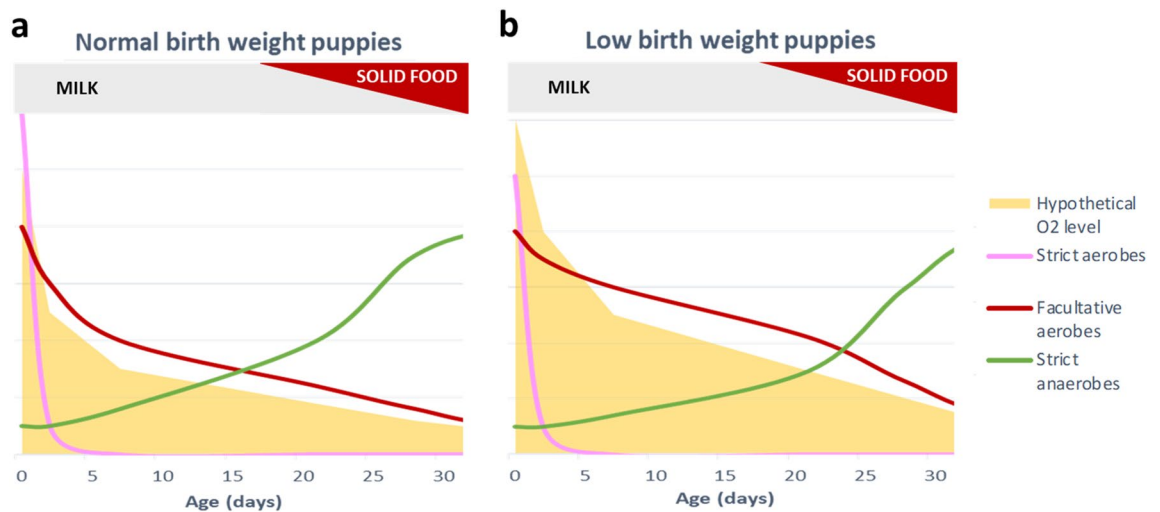 a
Normal birth weight puppies
MILK
SOLID FOOD
0 5 10 15 20 25 30
Age (days)
b
Low birth weight puppies
MILK
SOLID FOOD
0 5 10 15 20 25 30
Age (days)
Hypothetical
O2 level
Strict aerobes
Facultative
aerobes
Strict
anaerobes